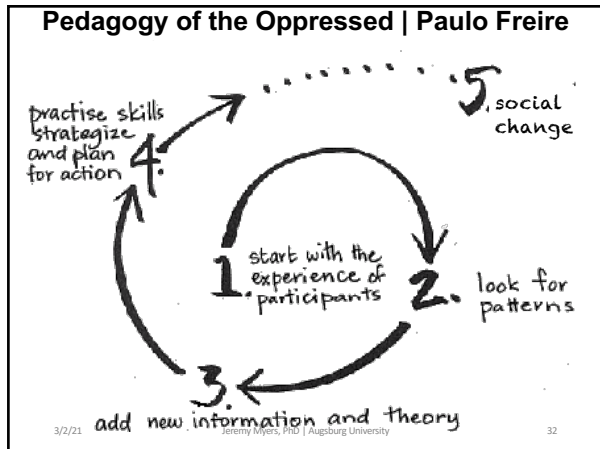 Pedagogy of the Oppressed | Paulo Freire
1. start with the
experience of
participants
2. look for
patterns
3.
add new information and theory
practise skills
strategize
and plan
for action 4.
5. social
change
3/2/21
Jeremy Myers, PhD | Augsburg University
32